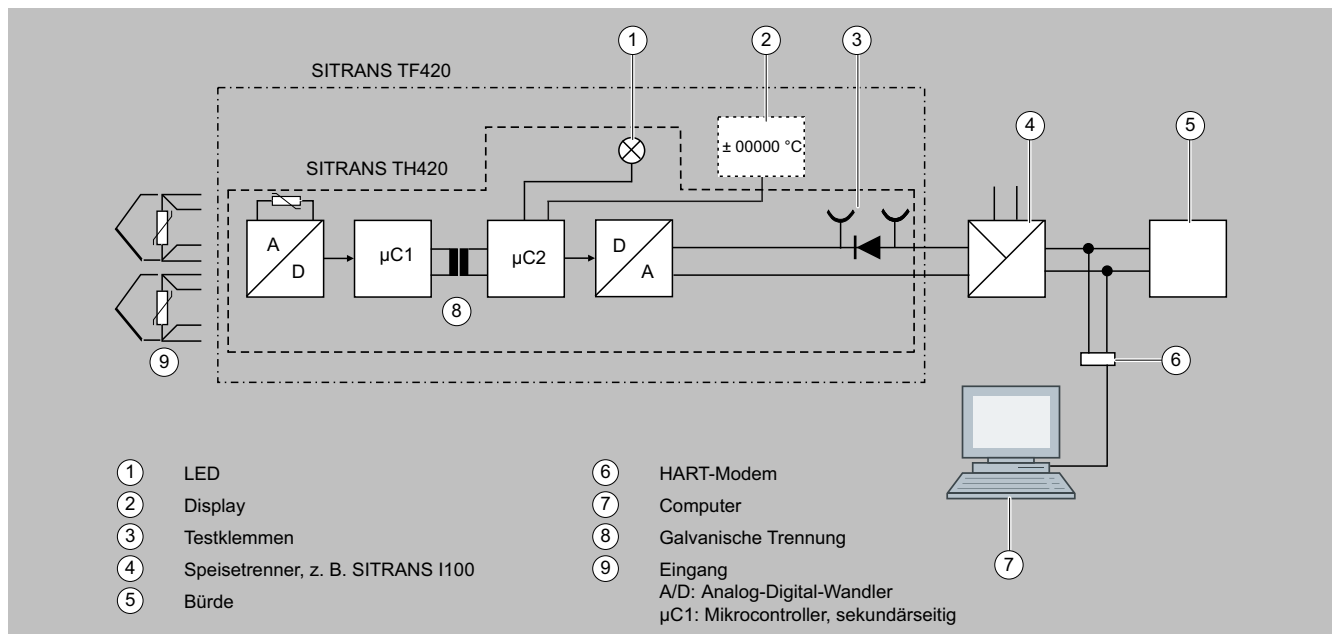 1
2
3
SITRANS TF420
4
5
± 00000 °C
SITRANS TH420
A
D
µC1
µC2
D
A
8
9
6
7
1 LED
2 Display
3 Testklemmen
4 Speisetrenner, z. B. SITRANS I100
5 Bürde
6 HART-Modem
7 Computer
8 Galvanische Trennung
9 Eingang
A/D: Analog-Digital-Wandler
µC1: Mikrocontroller, sekundärseitig